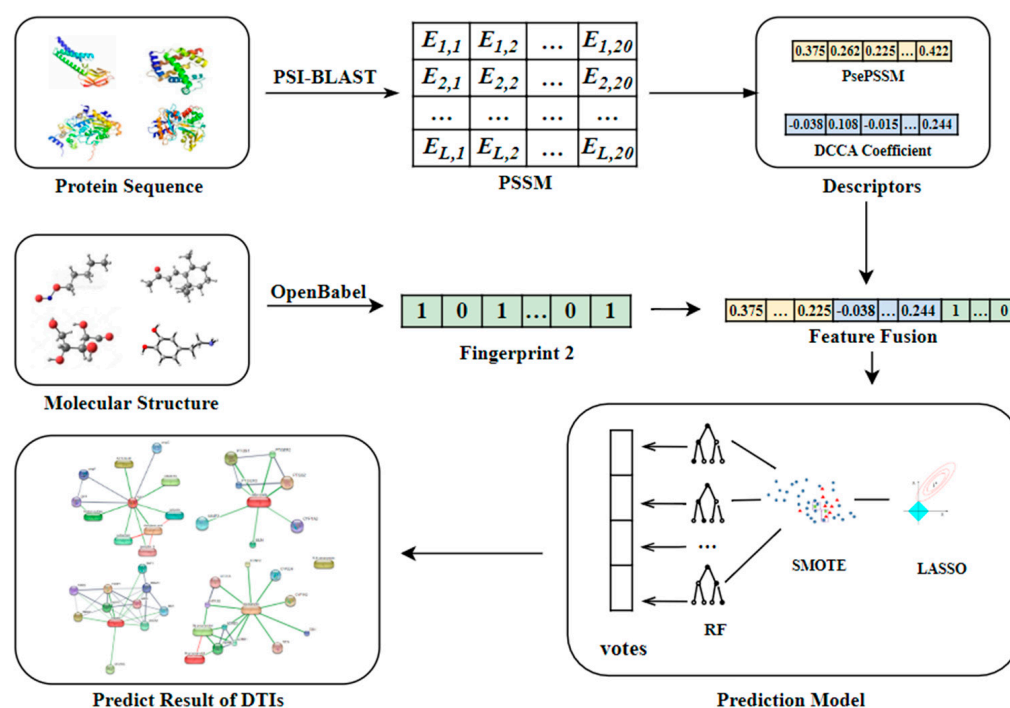 PSI-BLAST
Protein Sequence
E1,1 E1,2 … E1,20
E2,1 E2,2 … E2,20
… … … …
EL,1 EL,2 … EL,20
PSSM
0.375 0.262 0.225 … 0.422
PsePSSM
-0.038 0.108 -0.015 … 0.244
DCCA Coefficient
Descriptors
OpenBabel
Molecular Structure
1 0 1 … 0 1
Fingerprint 2
0.375 … 0.225 -0.038 … 0.244 1 … 0
Feature Fusion
…
RF
votes
SMOTE
LASSO
Prediction Model
Predict Result of DTIs